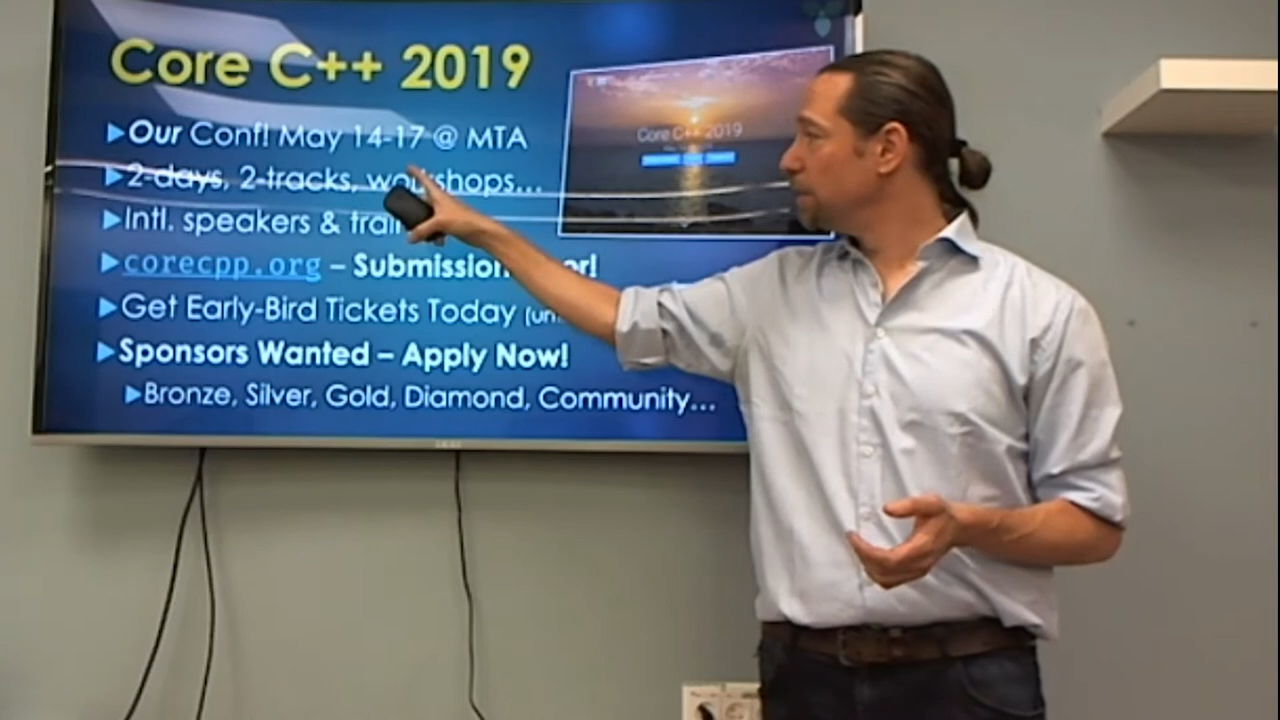 Core C++ 2019
Our Conf! May 14-17 @ MTA
2-days, 2-tracks, workshops...
Intl. speakers &
corecpp.org – Submission
Get Early-Bird Tickets Today
Sponsors Wanted – Apply Now!
Bronze, Silver, Gold, Diamond, Community...
Core C++ 2019